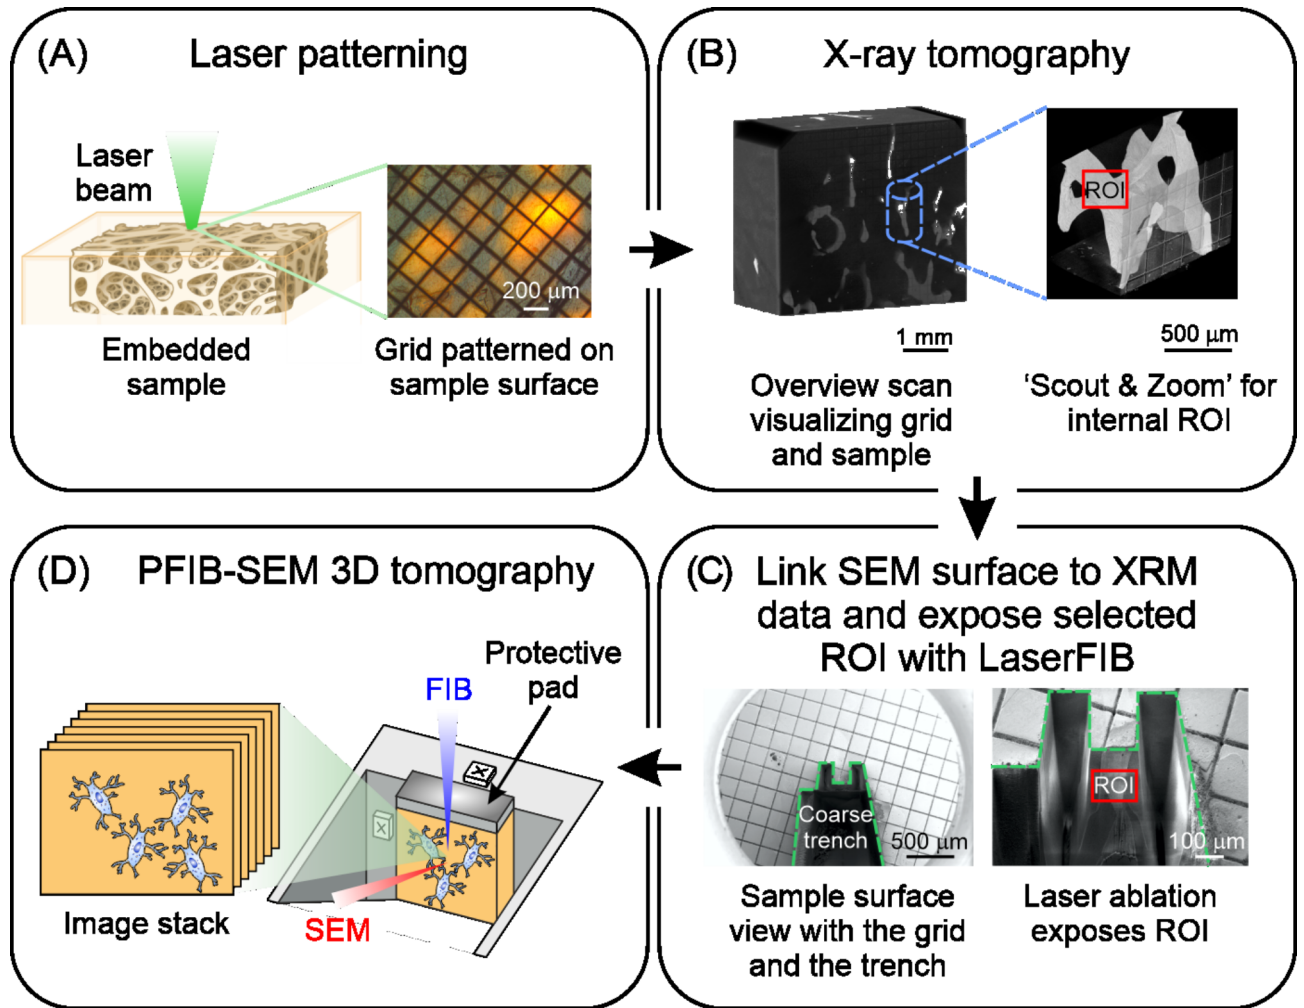 (A) Laser patterning
Laser
beam
200 µm
Embedded
sample
Grid patterned on
sample surface
(B) X-ray tomography
ROI
1 mm
500 µm
Overview scan
visualizing grid
and sample
‘Scout & Zoom’ for
internal ROI
(C) Link SEM surface to XRM
data and expose selected
ROI with LaserFIB
Coarse
trench
500 µm
ROI
100 µm
Sample surface
view with the grid
and the trench
Laser ablation
exposes ROI
(D) PFIB-SEM 3D tomography
Protective
pad
FIB
X
X
SEM
Image stack